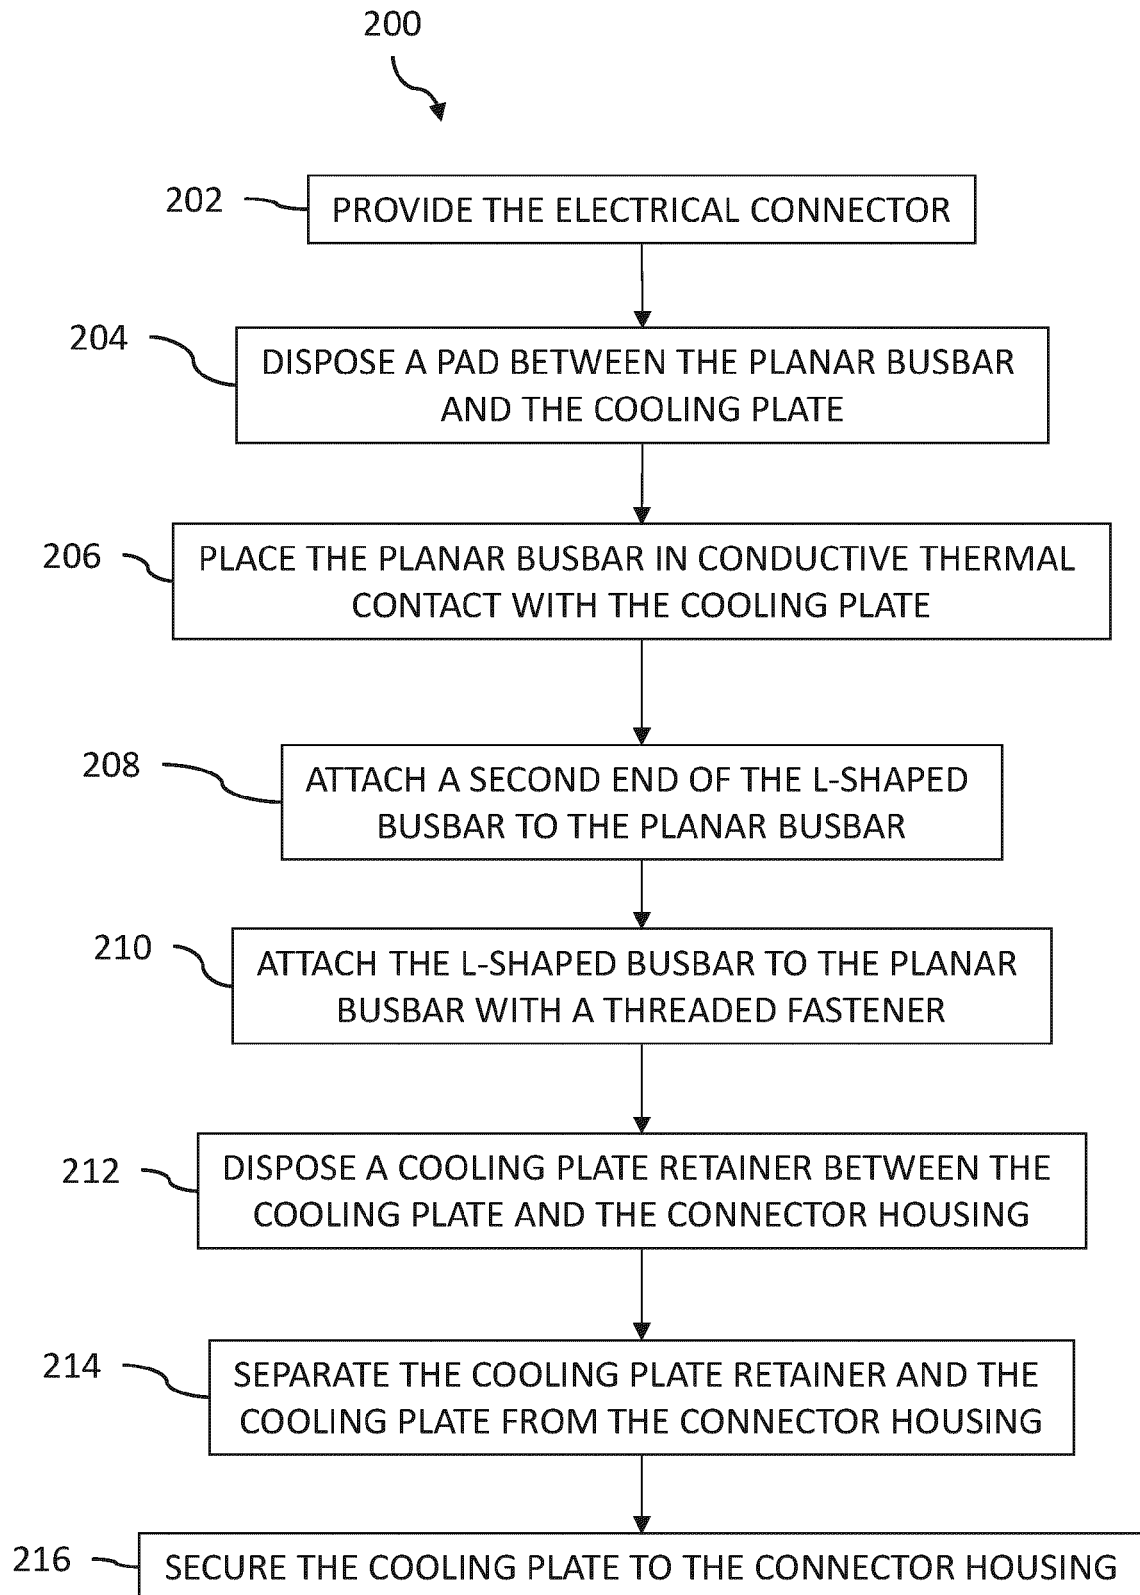 200
202
PROVIDE THE ELECTRICAL CONNECTOR
204
DISPOSE A PAD BETWEEN THE PLANAR BUSBAR
AND THE COOLING PLATE
206
PLACE THE PLANAR BUSBAR IN CONDUCTIVE THERMAL
CONTACT WITH THE COOLING PLATE
208
ATTACH A SECOND END OF THE L-SHAPED
BUSBAR TO THE PLANAR BUSBAR
210
ATTACH THE L-SHAPED BUSBAR TO THE PLANAR
BUSBAR WITH A THREADED FASTENER
212
DISPOSE A COOLING PLATE RETAINER BETWEEN THE
COOLING PLATE AND THE CONNECTOR HOUSING
214
SEPARATE THE COOLING PLATE RETAINER AND THE
COOLING PLATE FROM THE CONNECTOR HOUSING
216
SECURE THE COOLING PLATE TO THE CONNECTOR HOUSING